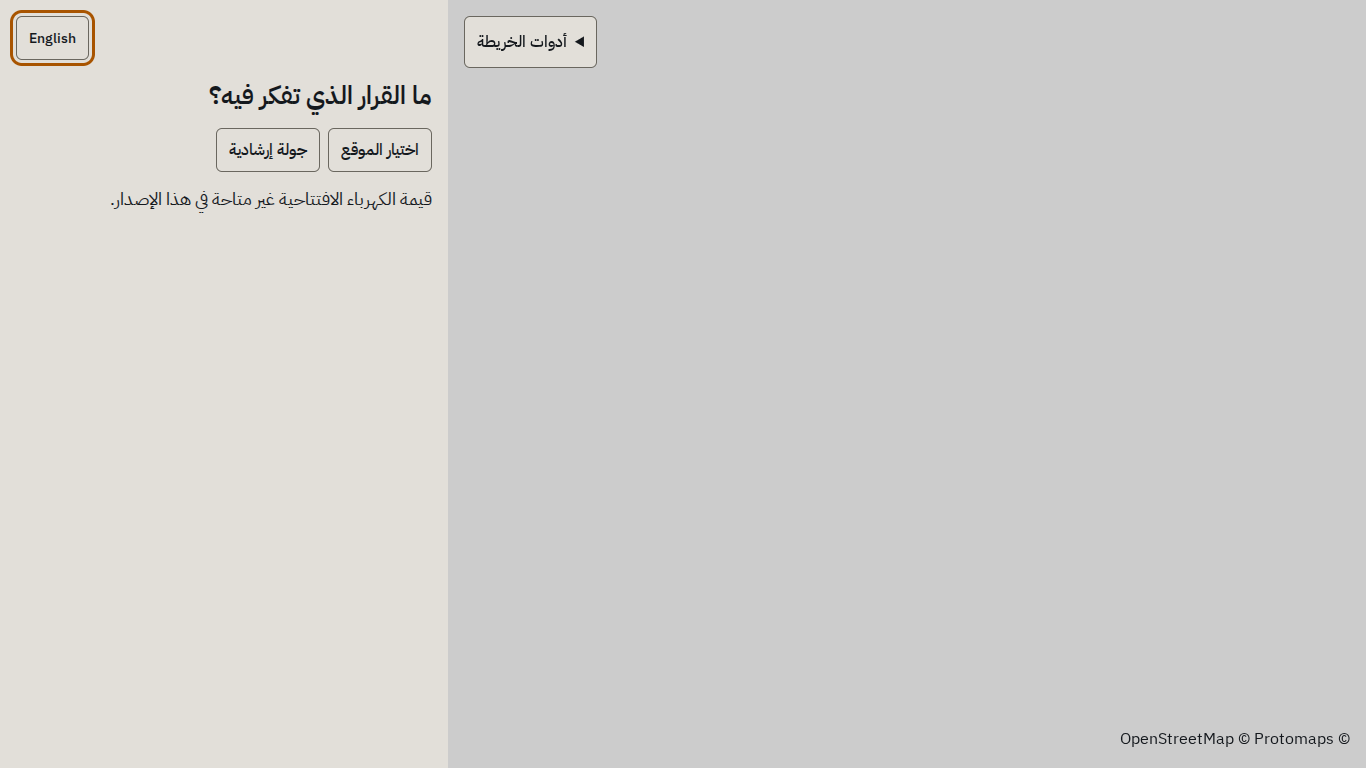 English
أدوات الخريطة
ما القرار الذي تفكر فيه؟
اختيار الموقع
جولة إرشادية
قيمة الكهرباء الافتتاحية غير متاحة في هذا الإصدار.
OpenStreetMap © Protomaps ©